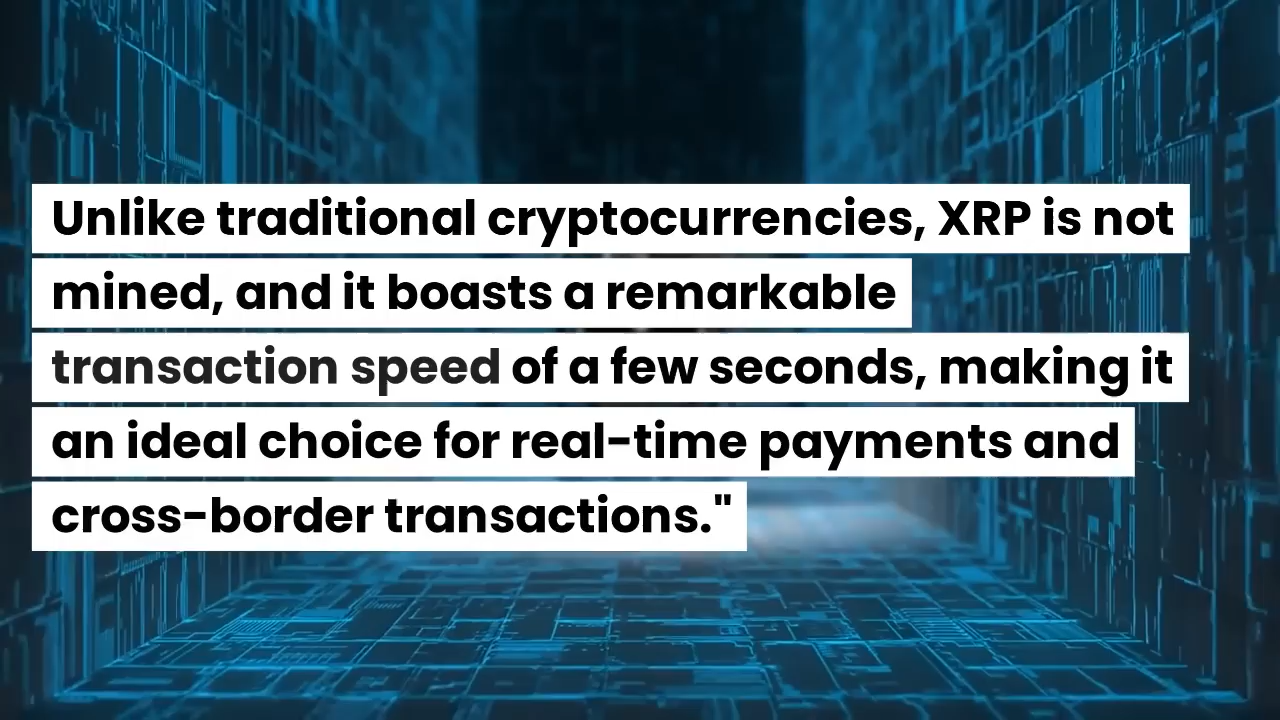 Unlike traditional cryptocurrencies, XRP is not
mined, and it boasts a remarkable
transaction speed of a few seconds, making it
an ideal choice for real-time payments and
cross-border transactions."